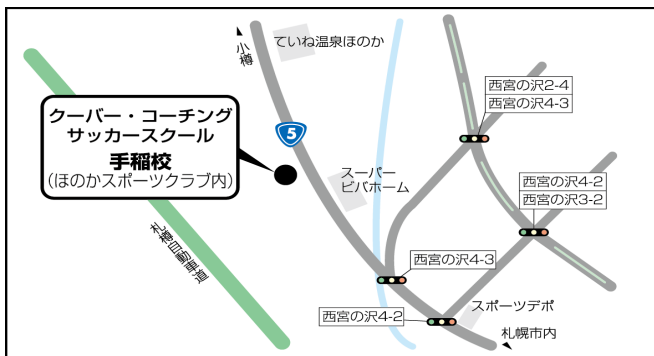 小樽
ていね温泉ほのか
クーバー・コーチング
サッカースクール
手稲校
(ほのかスポーツクラブ内)
5
スーパー
ビバホーム
西宮の沢2-4
西宮の沢4-3
西宮の沢4-2
西宮の沢3-2
札樽自動車道
西宮の沢4-3
西宮の沢4-2
スポーツデポ
札幌市内